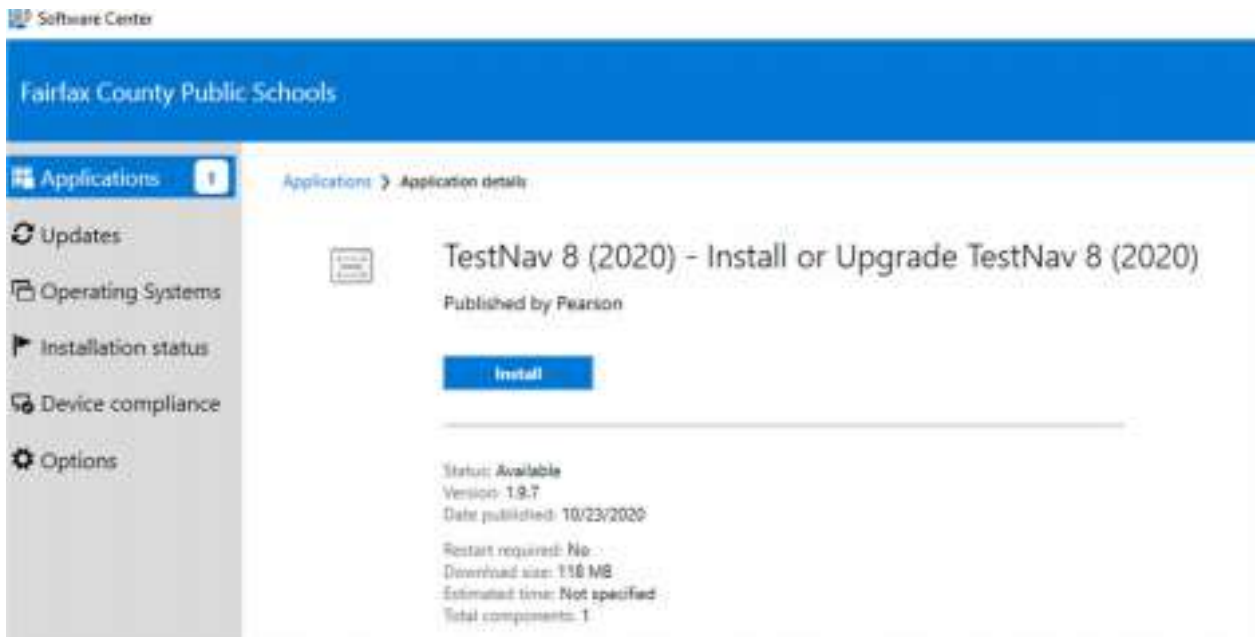 Software Center
Fairfax County Public Schools
Applications 1
Updates
Operating Systems
Installation status
Device compliance
Options
Applications > Application details
TestNav 8 (2020) - Install or Upgrade TestNav 8 (2020)
Published by Pearson
Install
Status: Available
Version: 1.9.7
Date published: 10/23/2020
Restart required: No
Download size: 118 MB
Estimated time: Not specified
Total components: 1